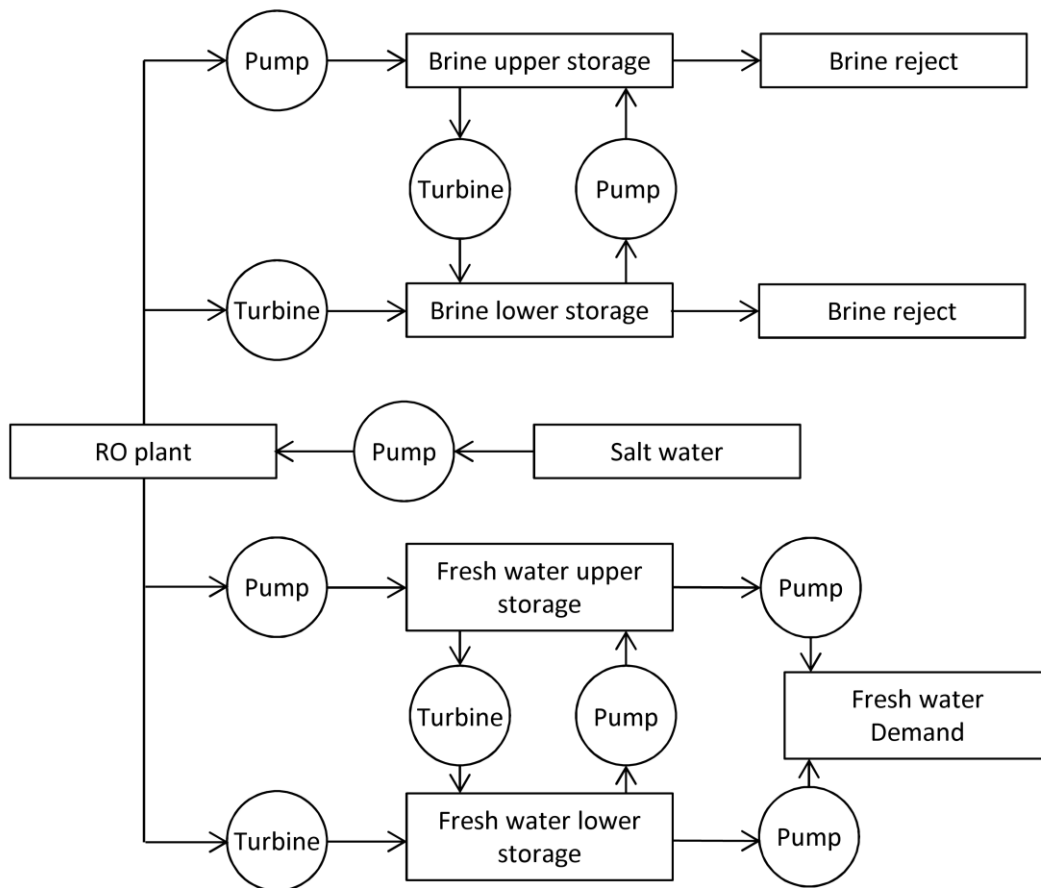 Pump
Brine upper storage
Brine reject
Turbine
Pump
Turbine
Brine lower storage
Brine reject
RO plant
Pump
Salt water
Pump
Fresh water upper
storage
Pump
Turbine
Pump
Fresh water
Demand
Turbine
Fresh water lower
storage
Pump